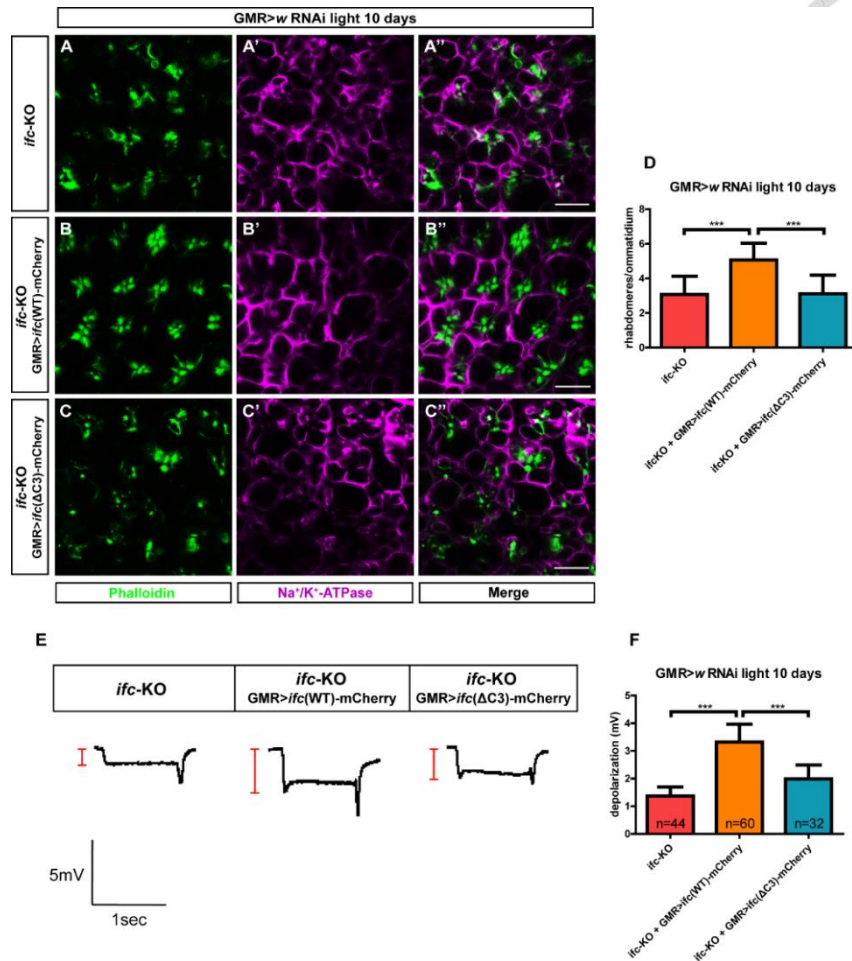 GMR>w RNAi light 10 days
ifc-KO
A
A'
A''
ifc-KO
GMR>ifc(WT)-mCherry
B
B'
B''
ifc-KO
GMR>ifc(ΔC3)-mCherry
C
C'
C''
Phalloidin
Na⁺/K⁺-ATPase
Merge
D
GMR>w RNAi light 10 days
***
***
rhabdomeres/ommatidium
8
6
4
2
0
ifc-KO
ifcKO + GMR>ifc(WT)-mCherry
ifcKO + GMR>ifc(ΔC3)-mCherry
E
ifc-KO
ifc-KO
GMR>ifc(WT)-mCherry
ifc-KO
GMR>ifc(ΔC3)-mCherry
5mV
1sec
F
GMR>w RNAi light 10 days
***
***
depolarization (mV)
5
4
3
2
1
0
n=44
n=60
n=32
ifc-KO
ifc-KO + GMR>ifc(WT)-mCherry
ifc-KO + GMR>ifc(ΔC3)-mCherry